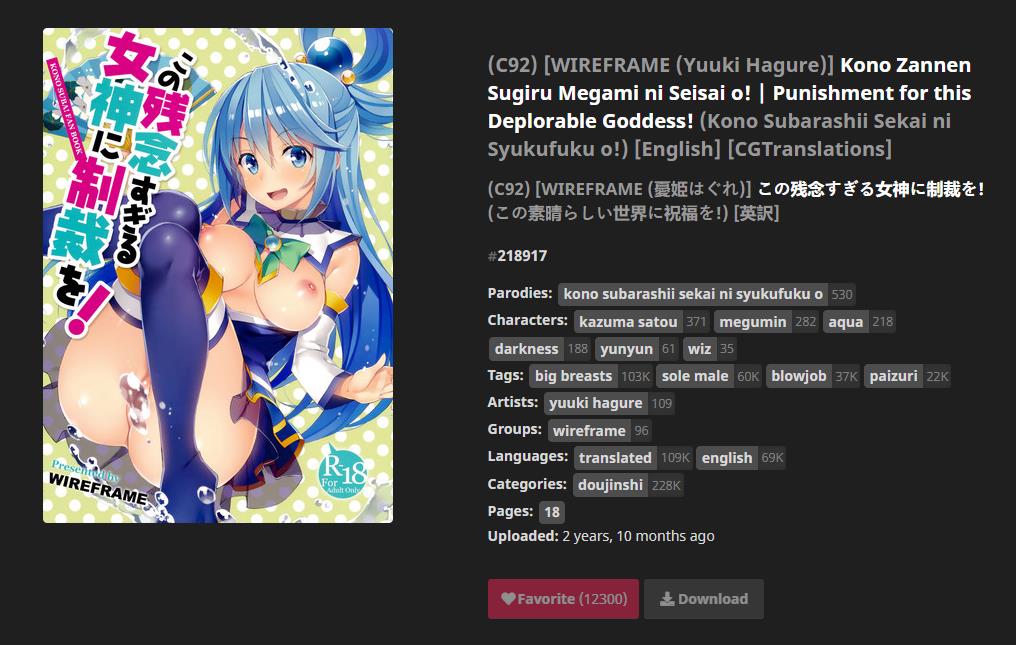 この残念すぎる
女神に制裁を!
KONO SUBA! FAN BOOK
Presented by
WIREFRAME
R-18
For
Adult Only
(C92) [WIREFRAME (Yuuki Hagure)] Kono Zannen
Sugiru Megami ni Seisai o! | Punishment for this
Deplorable Goddess! (Kono Subarashii Sekai ni
Syukufuku o!) [English] [CGTranslations]
(C92) [WIREFRAME (憂姫はぐれ)] この残念すぎる女神に制裁を!
(この素晴らしい世界に祝福を!) [英訳]
#218917
Parodies: kono subarashii sekai ni syukufuku o 530
Characters: kazuma satou 371 megumin 282 aqua 218
darkness 188 yunyun 61 wiz 35
Tags: big breasts 103K sole male 60K blowjob 37K paizuri 22K
Artists: yuuki hagure 109
Groups: wireframe 96
Languages: translated 109K english 69K
Categories: doujinshi 228K
Pages: 18
Uploaded: 2 years, 10 months ago
Favorite (12300) Download